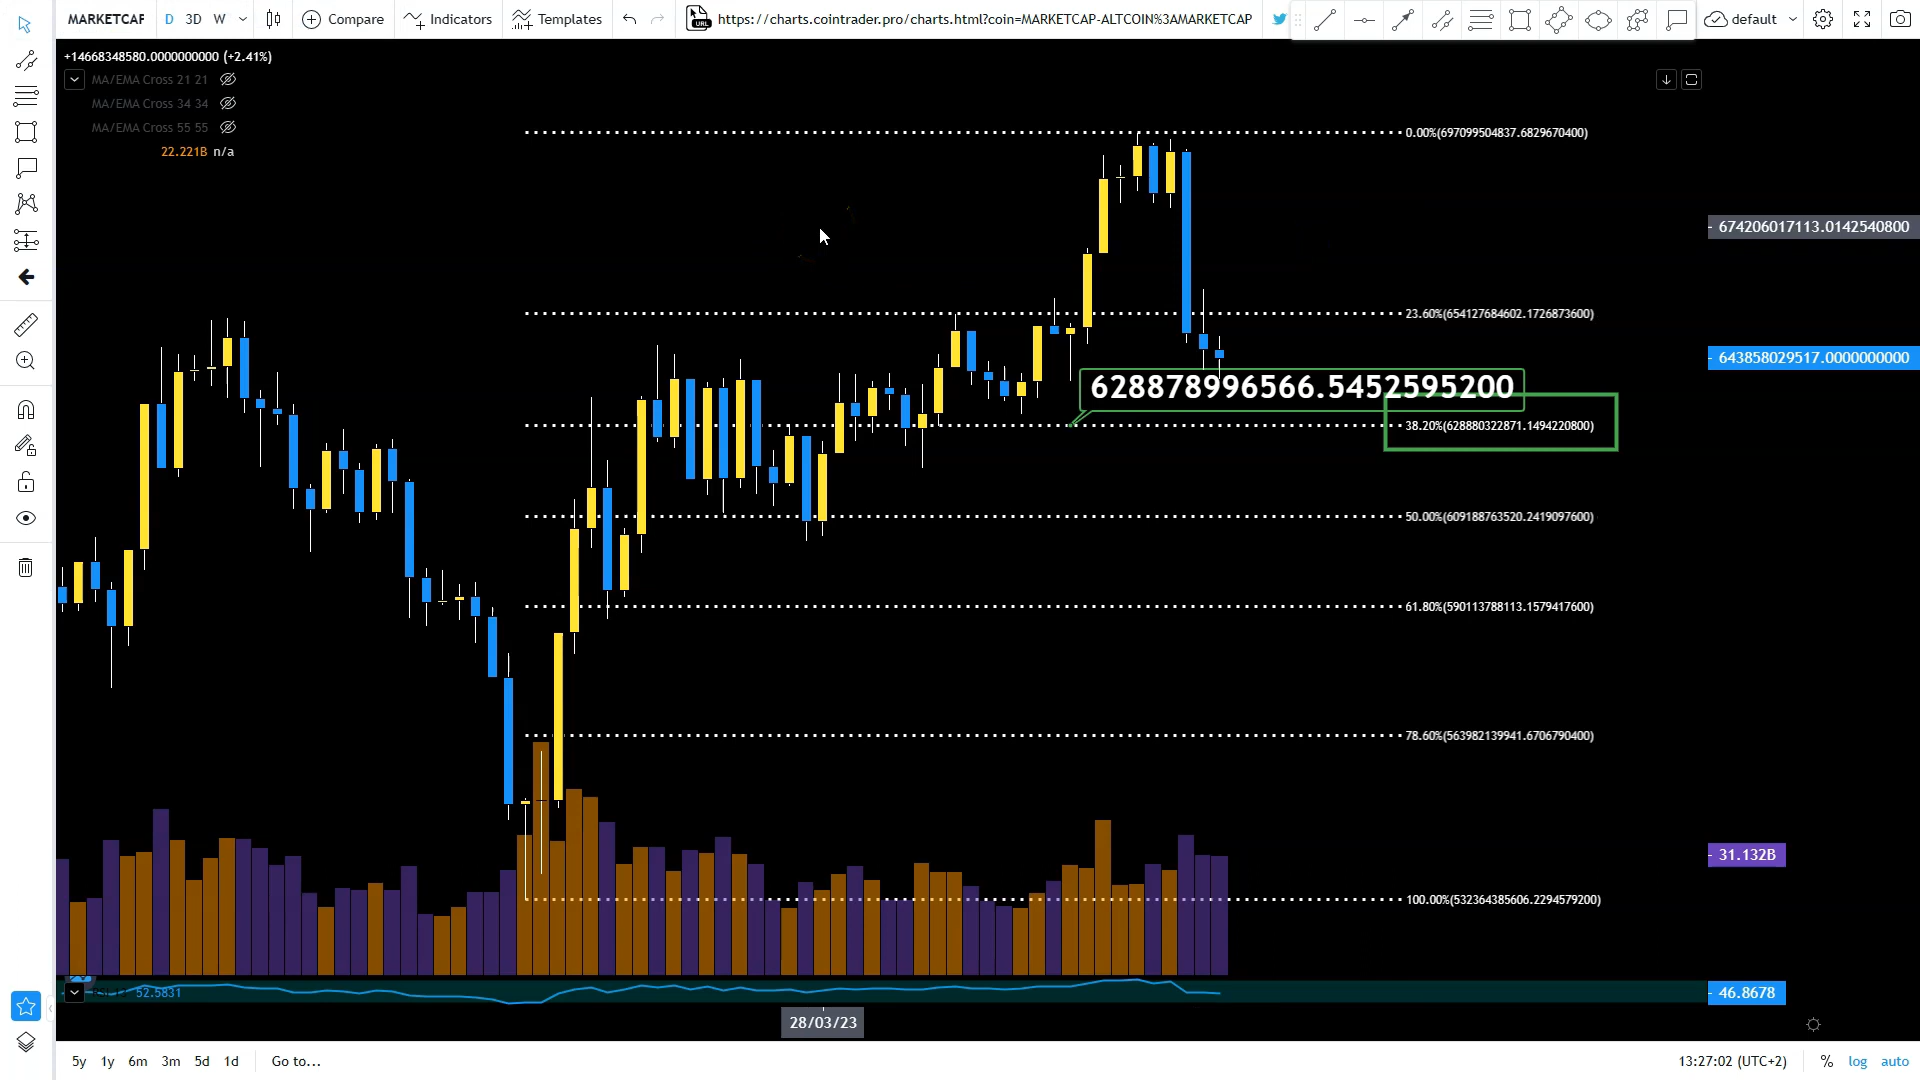 MARKETCAP D 3D W Compare Indicators Templates https://charts.cointrader.pro/charts.html?coin=MARKETCAP-ALTCOIN%3AMARKETCAP default
+14668348580.0000000000 (+2.41%)
MA/EMA Cross 21 21
MA/EMA Cross 34 34
MA/EMA Cross 55 55
22.221B n/a
0.00%(697099504837.6829670400)
674206017113.0142540800
23.60%(654127684602.1726873600)
643858029517.0000000000
628878996566.5452595200
38.20%(628880322871.1494220800)
50.00%(609188763520.2419097600)
61.80%(590113788113.1579417600)
78.60%(563982139941.6706790400)
31.132B
100.00%(532364385606.2294579200)
52.5831
46.8678
28/03/23
5y 1y 6m 3m 5d 1d Go to... 13:27:02 (UTC+2) % log auto